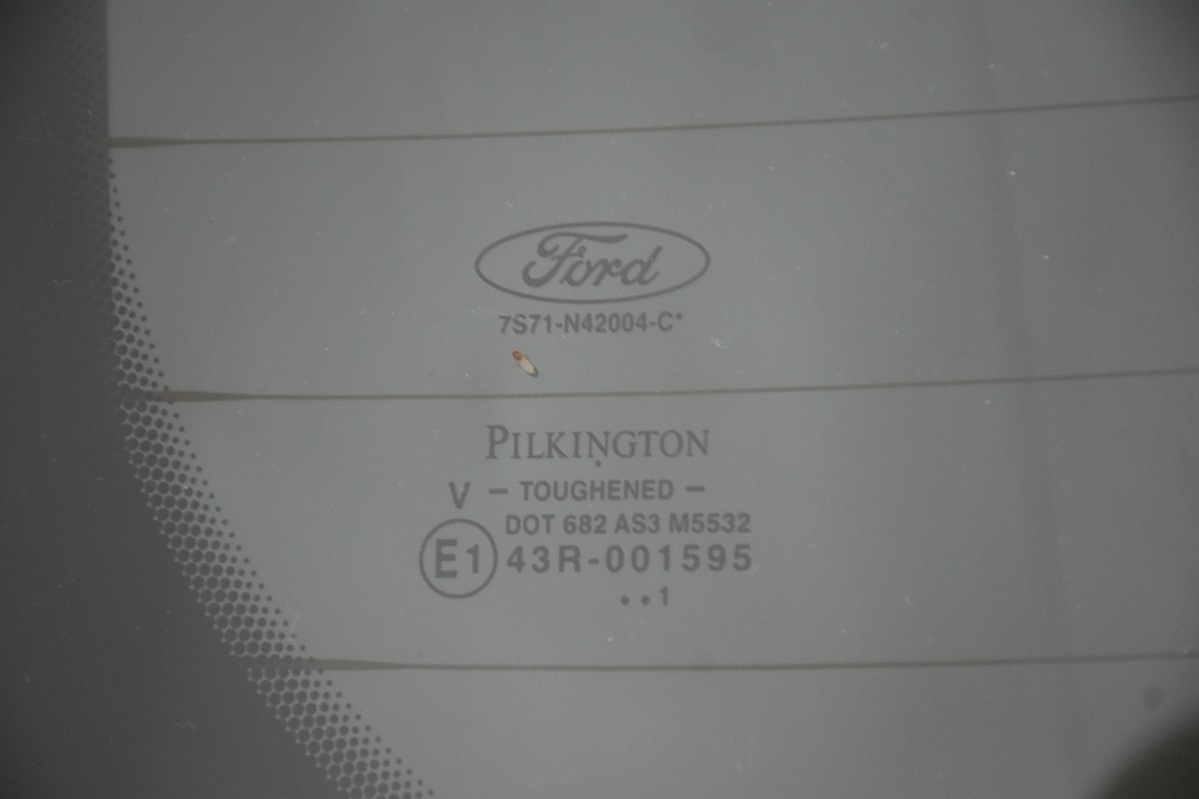 Ford
7S71-N42004-C*
PILKINGTON
V – TOUGHENED –
DOT 682 AS3 M5532
E1 43R-001595
• • 1